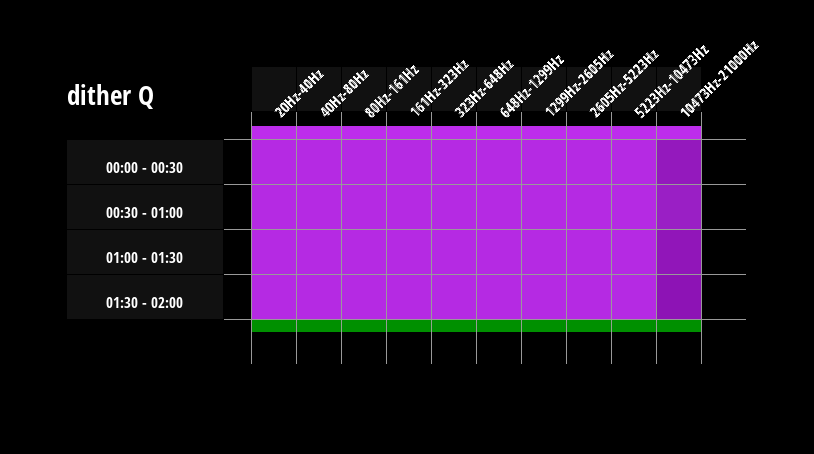 dither Q
20Hz-40Hz
40Hz-80Hz
80Hz-161Hz
161Hz-323Hz
323Hz-648Hz
648Hz-1299Hz
1299Hz-2605Hz
2605Hz-5223Hz
5223Hz-10473Hz
10473Hz-21000Hz
00:00 - 00:30
00:30 - 01:00
01:00 - 01:30
01:30 - 02:00